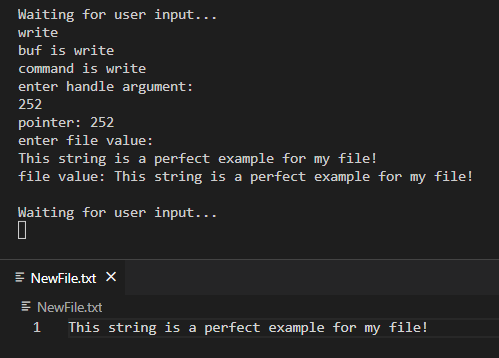 Waiting for user input...
write
buf is write
command is write
enter handle argument:
252
pointer: 252
enter file value:
This string is a perfect example for my file!
file value: This string is a perfect example for my file!
Waiting for user input...
NewFile.txt
NewFile.txt
1 This string is a perfect example for my file!